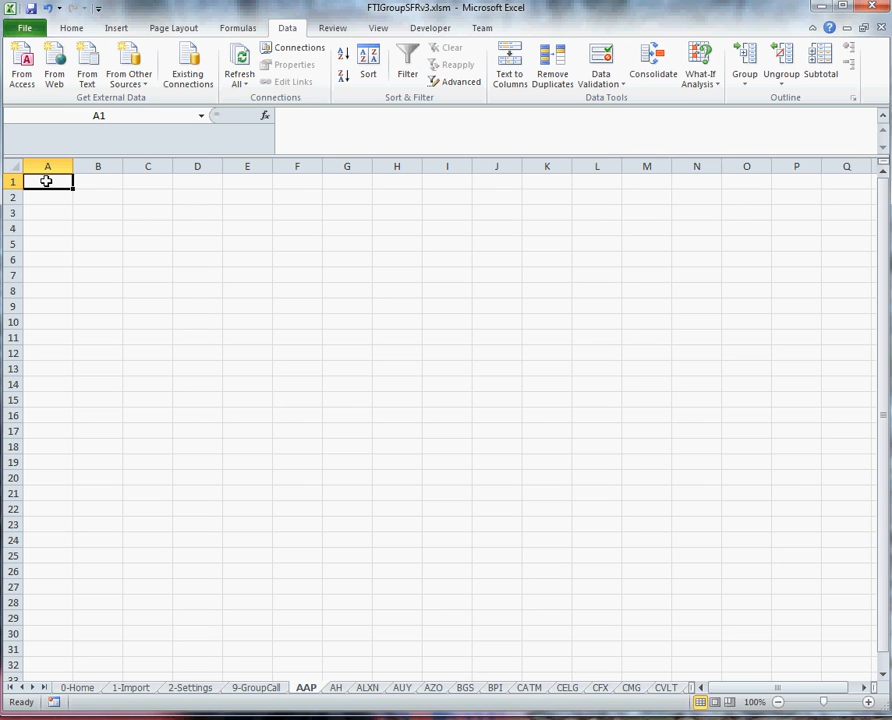 FTIGroupSFRv3.xlsm - Microsoft Excel
File Home Insert Page Layout Formulas Data Review View Developer Team
From Access
From Web
From Text
From Other Sources
Existing Connections
Get External Data
Refresh All
Connections
Properties
Edit Links
Connections
Sort
Filter
Clear
Reapply
Advanced
Sort & Filter
Text to Columns
Remove Duplicates
Data Validation
Consolidate
What-If Analysis
Data Tools
Group
Ungroup
Subtotal
Outline
A1
fx
A B C D E F G H I J K L M N O P Q
1
2
3
4
5
6
7
8
9
10
11
12
13
14
15
16
17
18
19
20
21
22
23
24
25
26
27
28
29
30
31
32
33
0-Home 1-Import 2-Settings 9-GroupCall AAP AH ALXN AUY AZO BGS BPI CATM CELG CFX CMG CVLT
Ready 100%